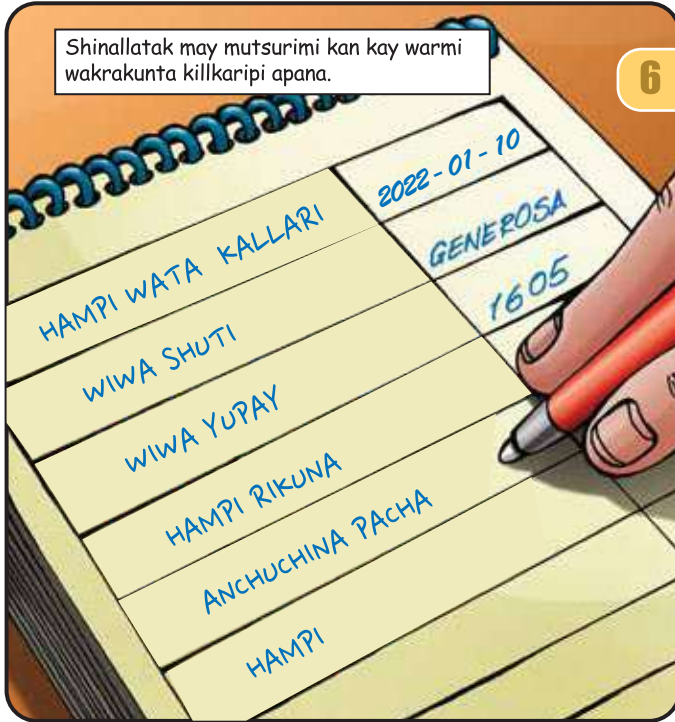 Shinallatak may mutsurimi kan kay warmi
wakrakunta killkaripi apana.
6
HAMPI WATA KALLARI
2022-01-10
WIWA SHUTI
GENEROSA
WIWA YUPAY
1605
HAMPI RIKUNA
ANCHUCHINA PACHA
HAMPI